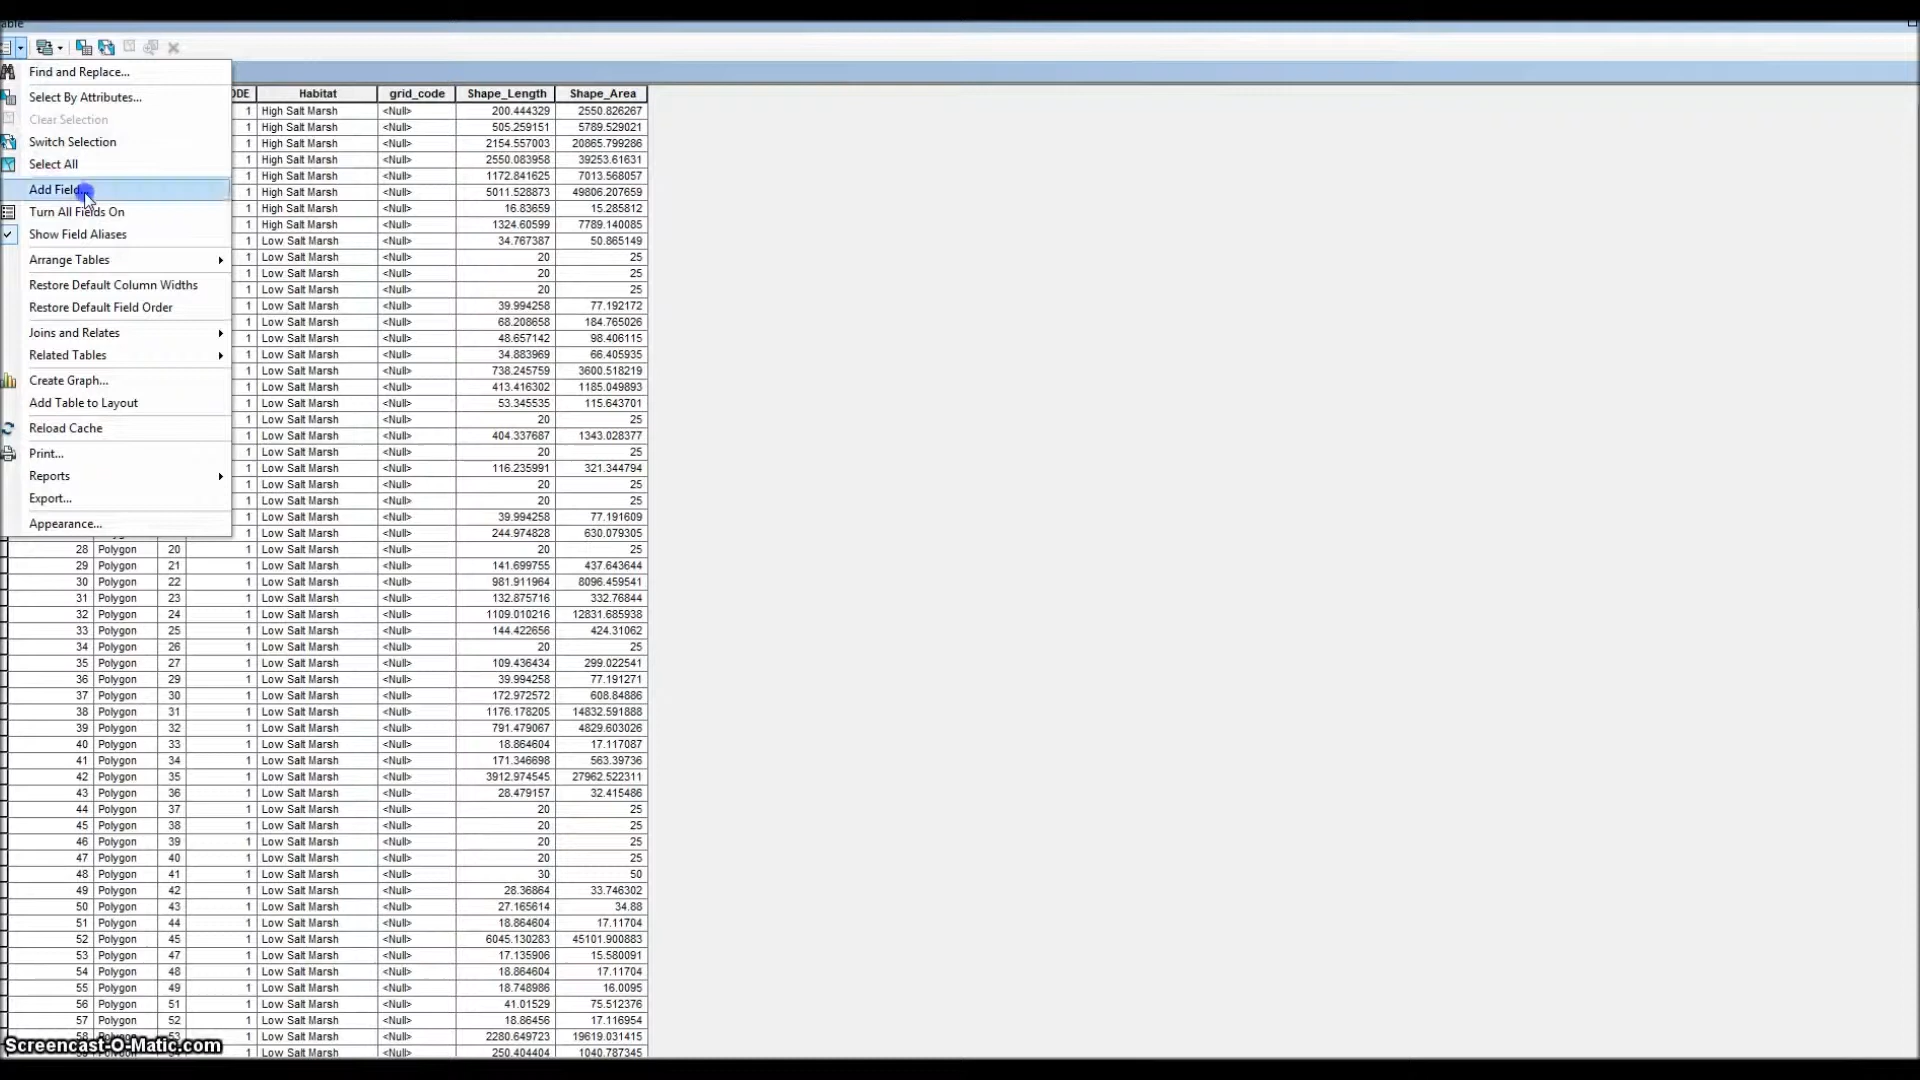 able
Find and Replace...
Select By Attributes...
Clear Selection
Switch Selection
Select All
Add Field...
Turn All Fields On
Show Field Aliases
Arrange Tables
Restore Default Column Widths
Restore Default Field Order
Joins and Relates
Related Tables
Create Graph...
Add Table to Layout
Reload Cache
Print...
Reports
Export...
Appearance...
ODE Habitat grid_code Shape_Length Shape_Area
1 High Salt Marsh <Null> 200.444329 2550.826267
1 High Salt Marsh <Null> 505.259151 5789.529021
1 High Salt Marsh <Null> 2154.557003 20865.799286
1 High Salt Marsh <Null> 2550.083958 39253.61631
1 High Salt Marsh <Null> 1172.841625 7013.568057
1 High Salt Marsh <Null> 5011.528873 49806.207659
1 High Salt Marsh <Null> 16.83659 15.285812
1 High Salt Marsh <Null> 1324.60599 7789.140085
1 Low Salt Marsh <Null> 34.767387 50.865149
1 Low Salt Marsh <Null> 20 25
1 Low Salt Marsh <Null> 20 25
1 Low Salt Marsh <Null> 20 25
1 Low Salt Marsh <Null> 39.994258 77.192172
1 Low Salt Marsh <Null> 68.208658 184.765026
1 Low Salt Marsh <Null> 48.657142 98.406115
1 Low Salt Marsh <Null> 34.883969 66.405935
1 Low Salt Marsh <Null> 738.245759 3600.518219
1 Low Salt Marsh <Null> 413.416302 1185.049893
1 Low Salt Marsh <Null> 53.345535 115.643701
1 Low Salt Marsh <Null> 20 25
1 Low Salt Marsh <Null> 404.337687 1343.028377
1 Low Salt Marsh <Null> 20 25
1 Low Salt Marsh <Null> 116.235991 321.344794
1 Low Salt Marsh <Null> 20 25
1 Low Salt Marsh <Null> 20 25
1 Low Salt Marsh <Null> 39.994258 77.191609
1 Low Salt Marsh <Null> 244.974828 630.079305
28 Polygon 20 1 Low Salt Marsh <Null> 20 25
29 Polygon 21 1 Low Salt Marsh <Null> 141.699755 437.643644
30 Polygon 22 1 Low Salt Marsh <Null> 981.911964 8096.459541
31 Polygon 23 1 Low Salt Marsh <Null> 132.875716 332.76844
32 Polygon 24 1 Low Salt Marsh <Null> 1109.010216 12831.685938
33 Polygon 25 1 Low Salt Marsh <Null> 144.422656 424.31062
34 Polygon 26 1 Low Salt Marsh <Null> 20 25
35 Polygon 27 1 Low Salt Marsh <Null> 109.436434 299.022541
36 Polygon 29 1 Low Salt Marsh <Null> 39.994258 77.191271
37 Polygon 30 1 Low Salt Marsh <Null> 172.972572 608.84886
38 Polygon 31 1 Low Salt Marsh <Null> 1176.178205 14832.591888
39 Polygon 32 1 Low Salt Marsh <Null> 791.479067 4829.603026
40 Polygon 33 1 Low Salt Marsh <Null> 18.864604 17.117087
41 Polygon 34 1 Low Salt Marsh <Null> 171.346698 563.39736
42 Polygon 35 1 Low Salt Marsh <Null> 3912.974545 27962.522311
43 Polygon 36 1 Low Salt Marsh <Null> 28.479157 32.415486
44 Polygon 37 1 Low Salt Marsh <Null> 20 25
45 Polygon 38 1 Low Salt Marsh <Null> 20 25
46 Polygon 39 1 Low Salt Marsh <Null> 20 25
47 Polygon 40 1 Low Salt Marsh <Null> 20 25
48 Polygon 41 1 Low Salt Marsh <Null> 30 50
49 Polygon 42 1 Low Salt Marsh <Null> 28.36864 33.746302
50 Polygon 43 1 Low Salt Marsh <Null> 27.165614 34.88
51 Polygon 44 1 Low Salt Marsh <Null> 18.864604 17.11704
52 Polygon 45 1 Low Salt Marsh <Null> 6045.130283 45101.900883
53 Polygon 47 1 Low Salt Marsh <Null> 17.135906 15.580091
54 Polygon 48 1 Low Salt Marsh <Null> 18.864604 17.11704
55 Polygon 49 1 Low Salt Marsh <Null> 18.748986 16.0095
56 Polygon 51 1 Low Salt Marsh <Null> 41.01529 75.512376
57 Polygon 52 1 Low Salt Marsh <Null> 18.86456 17.116954
58 53 1 Low Salt Marsh <Null> 2280.649723 19619.031415
1 Low Salt Marsh <Null> 250.404404 1040.787345
Screencast-O-Matic.com